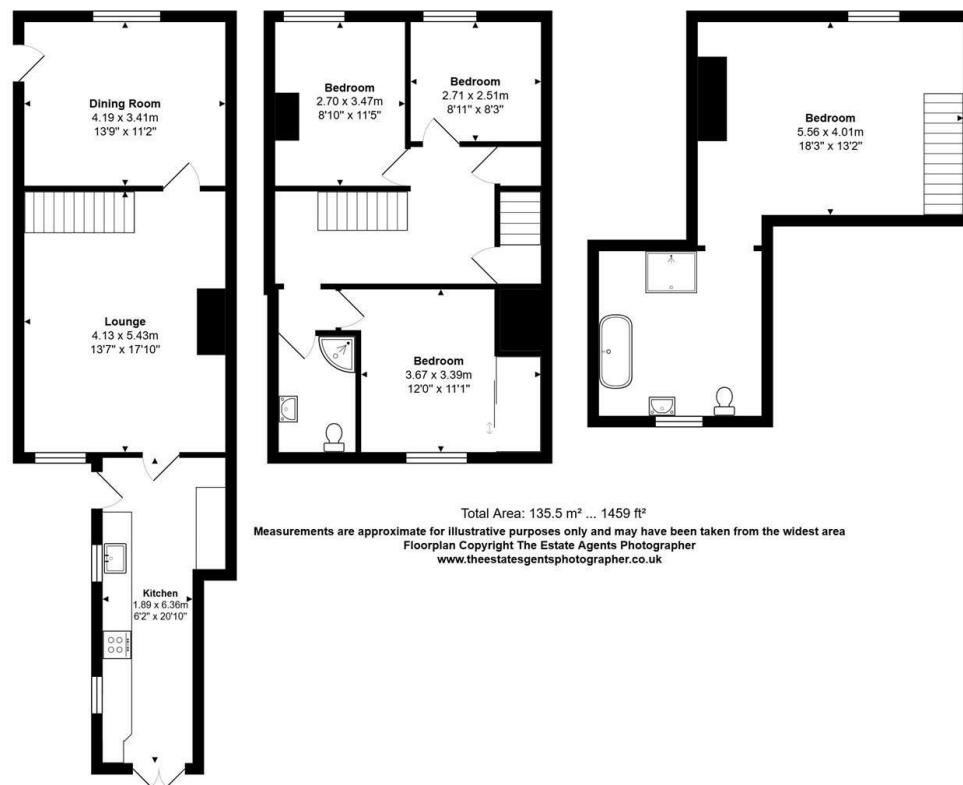 Dining Room
4.19 x 3.41m
13'9" x 11'2"
Lounge
4.13 x 5.43m
13'7" x 17'10"
Kitchen
1.89 x 6.36m
6'2" x 20'10"
Bedroom
2.70 x 3.47m
8'10" x 11'5"
Bedroom
2.71 x 2.51m
8'11" x 8'3"
Bedroom
3.67 x 3.39m
12'0" x 11'1"
Bedroom
5.56 x 4.01m
18'3" x 13'2"
Total Area: 135.5 m² ... 1459 ft²
Measurements are approximate for illustrative purposes only and may have been taken from the widest area
Floorplan Copyright The Estate Agents Photographer
www.theestatesgentsphotographer.co.uk